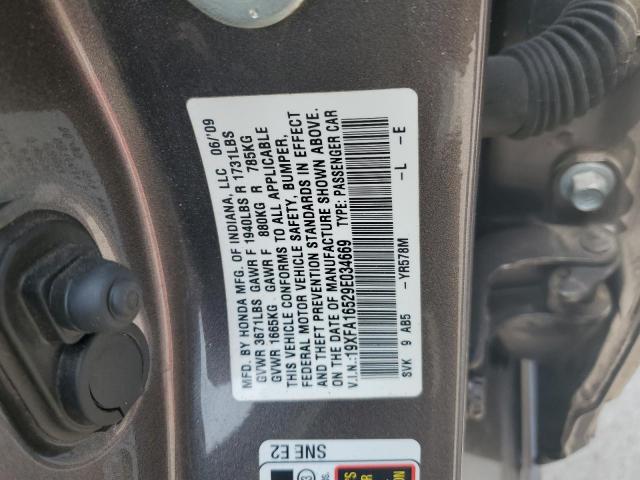 MFD. BY HONDA MFG. OF INDIANA, LLC 06/'09
GVWR 3671LBS GAWR F 1940LBS R 1731LBS
GVWR 1665KG GAWR F 880KG R 785KG
THIS VEHICLE CONFORMS TO ALL APPLICABLE
FEDERAL MOTOR VEHICLE SAFETY, BUMPER,
AND THEFT PREVENTION STANDARDS IN EFFECT
ON THE DATE OF MANUFACTURE SHOWN ABOVE.
V.I.N.:19XFA16529E034669 TYPE: PASSENGER CAR
SVK 9 AB5 -YR578M -L -E
SNE E2